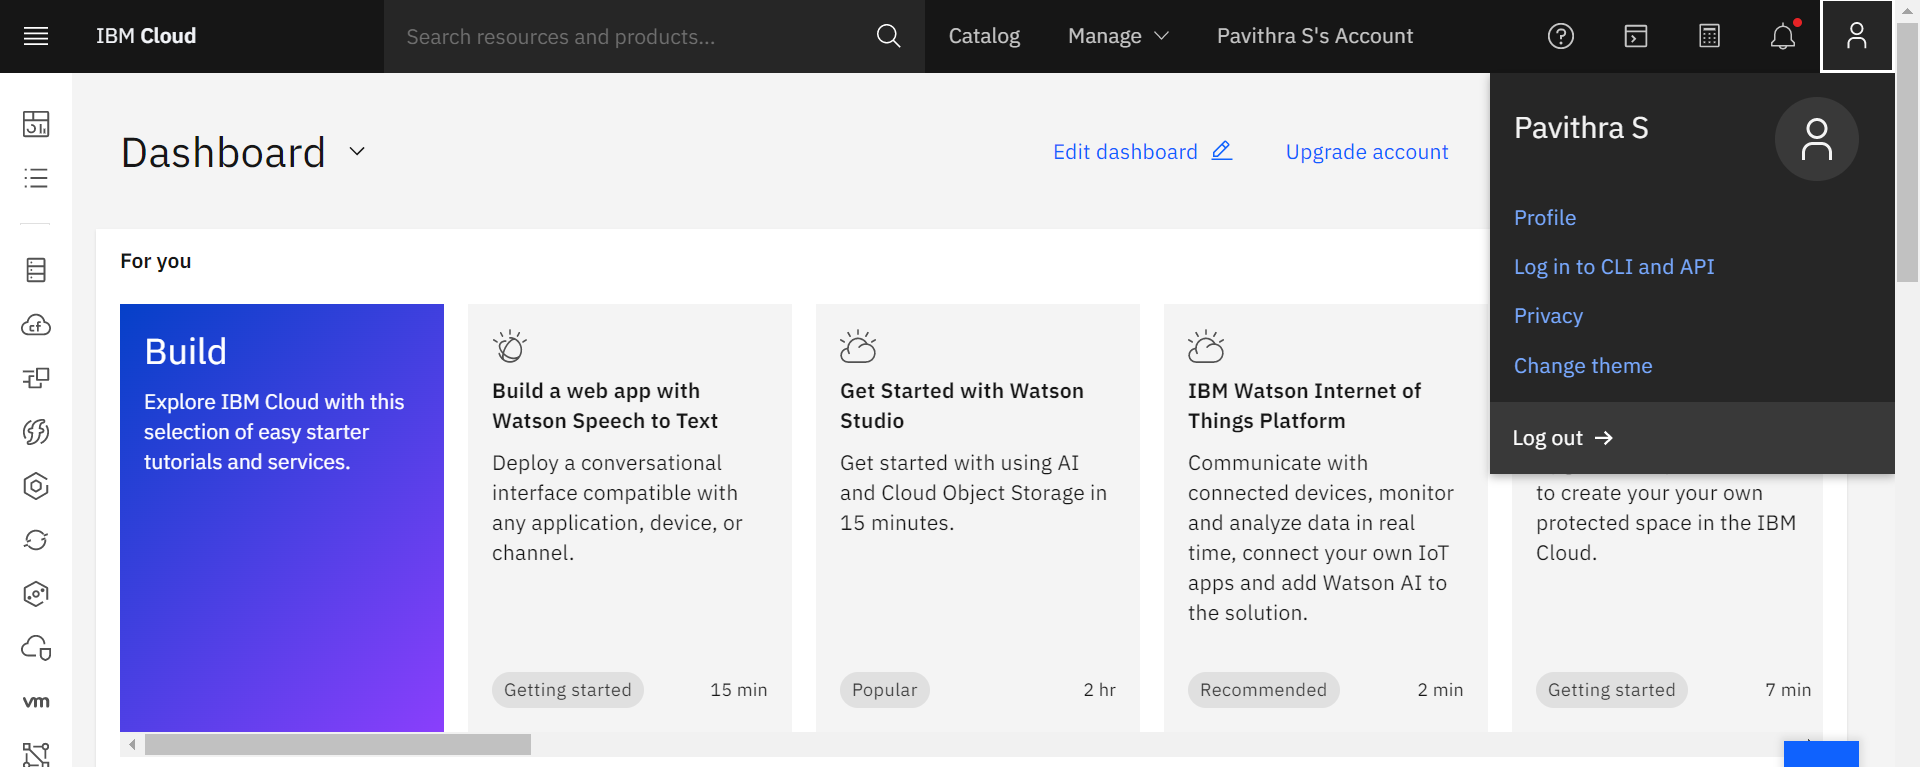 IBM Cloud
Search resources and products...
Catalog
Manage
Pavithra S's Account
Dashboard
Edit dashboard
Upgrade account
Pavithra S
Profile
Log in to CLI and API
Privacy
Change theme
Log out
For you
Build
Explore IBM Cloud with this
selection of easy starter
tutorials and services.
Build a web app with
Watson Speech to Text
Deploy a conversational
interface compatible with
any application, device, or
channel.
Getting started
15 min
Get Started with Watson
Studio
Get started with using AI
and Cloud Object Storage in
15 minutes.
Popular
2 hr
IBM Watson Internet of
Things Platform
Communicate with
connected devices, monitor
and analyze data in real
time, connect your own IoT
apps and add Watson AI to
the solution.
Recommended
2 min
to create your your own
protected space in the IBM
Cloud.
Getting started
7 min
cf
vm